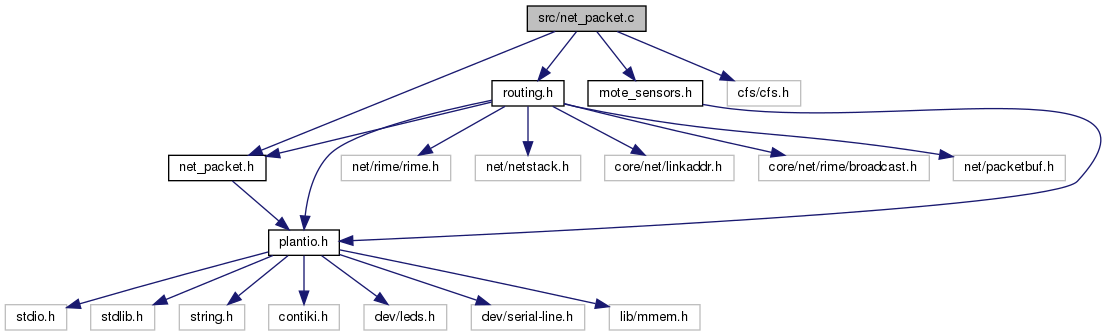 src/net_packet.c
routing.h
mote_sensors.h
cfs/cfs.h
net_packet.h
net/rime/rime.h
net/netstack.h
core/net/linkaddr.h
core/net/rime/broadcast.h
net/packetbuf.h
plantio.h
stdio.h
stdlib.h
string.h
contiki.h
dev/leds.h
dev/serial-line.h
lib/mmem.h